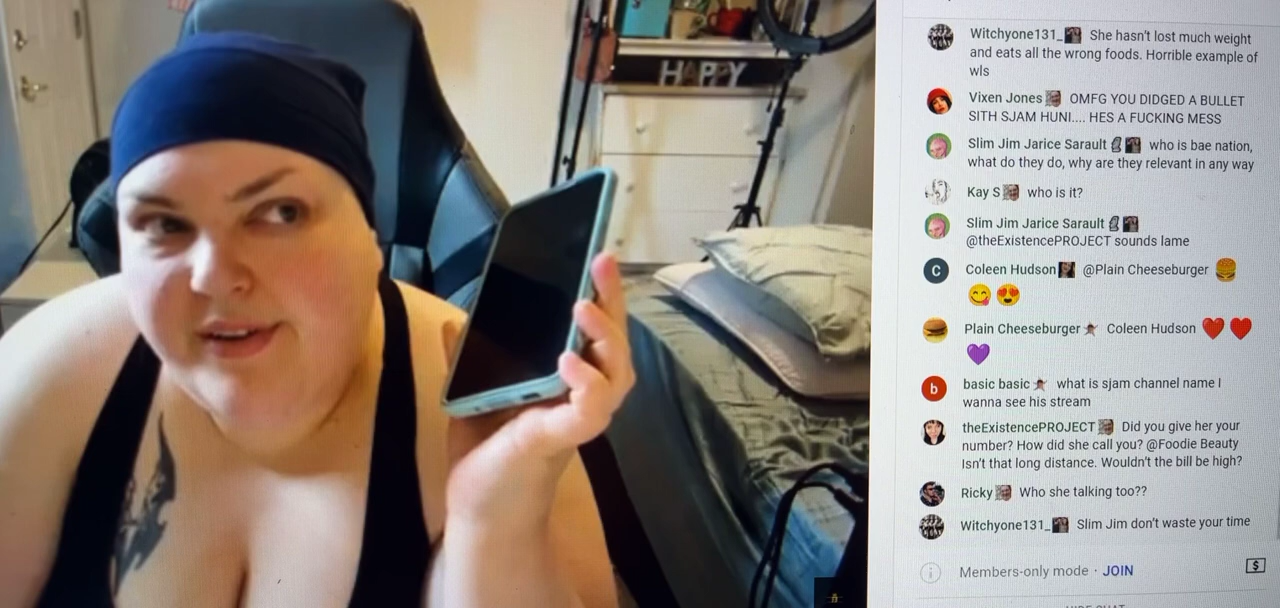 HAPPY
Witchyone131_ She hasn't lost much weight
and eats all the wrong foods. Horrible example of
wls
Vixen Jones OMFG YOU DIDGED A BULLET
SITH SJAM HUNI.... HES A FUCKING MESS
Slim Jim Jarice Sarault who is bae nation,
what do they do, why are they relevant in any way
Kay S who is it?
Slim Jim Jarice Sarault
@theExistencePROJECT sounds lame
C Coleen Hudson @Plain Cheeseburger 🍔
😋 😍
Plain Cheeseburger Coleen Hudson ❤️ ❤️
💜
b basic basic what is sjam channel name I
wanna see his stream
theExistencePROJECT Did you give her your
number? How did she call you? @Foodie Beauty
Isn't that long distance. Wouldn't the bill be high?
Ricky Who she talking too??
Witchyone131_ Slim Jim don't waste your time
Members-only mode · JOIN
$
HIDE CHAT